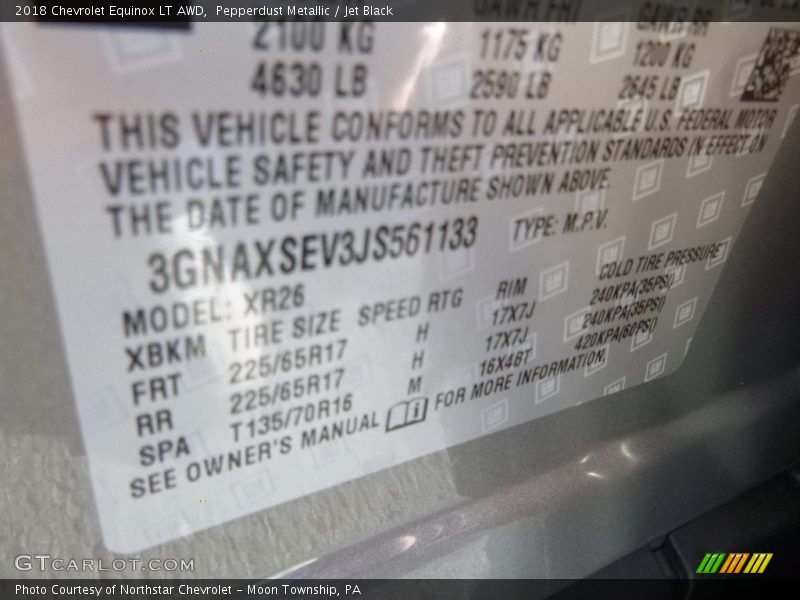 2018 Chevrolet Equinox LT AWD, Pepperdust Metallic / Jet Black
GAWR FRT GAWR RR
2100 KG 1175 KG 1200 KG
4630 LB 2590 LB 2645 LB
THIS VEHICLE CONFORMS TO ALL APPLICABLE U.S. FEDERAL MOTOR
VEHICLE SAFETY AND THEFT PREVENTION STANDARDS IN EFFECT ON
THE DATE OF MANUFACTURE SHOWN ABOVE.
3GNAXSEV3JS561133 TYPE: M.P.V.
MODEL: XR26
XBKM TIRE SIZE SPEED RTG RIM COLD TIRE PRESSURE
FRT 225/65R17 H 17X7J 240KPA(35PSI)
RR 225/65R17 H 17X7J 240KPA(35PSI)
SPA T135/70R16 M 16X4BT 420KPA(60PSI)
SEE OWNER'S MANUAL FOR MORE INFORMATION.
GTCARLOT.COM
Photo Courtesy of Northstar Chevrolet - Moon Township, PA